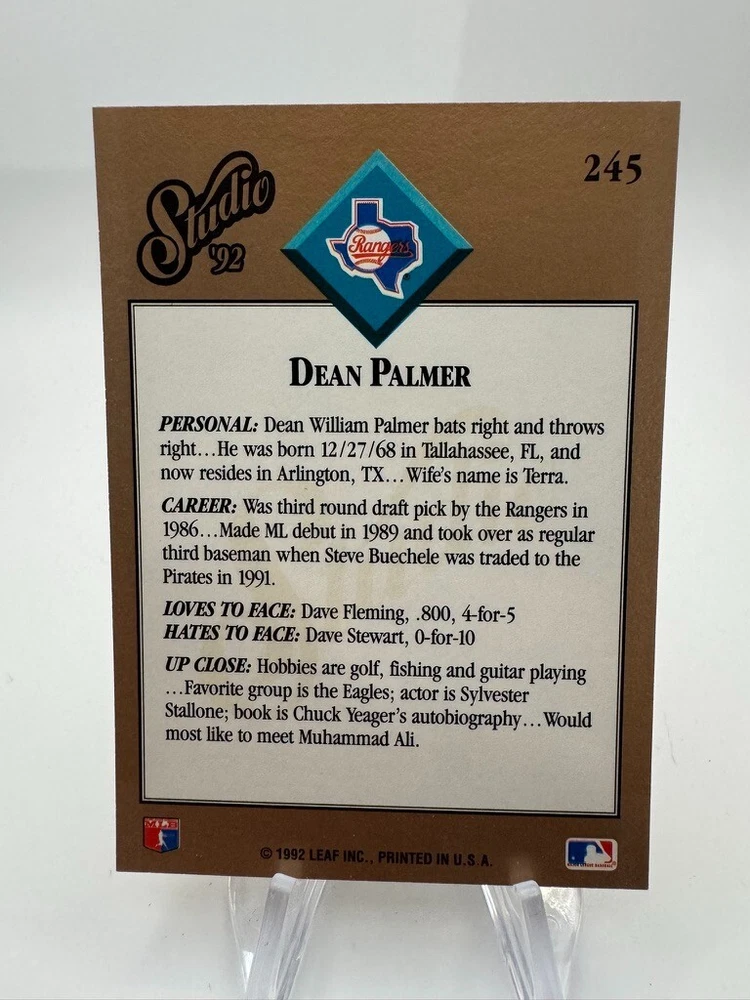 Studio
'92
245
Rangers
DEAN PALMER
PERSONAL: Dean William Palmer bats right and throws
right...He was born 12/27/68 in Tallahassee, FL, and
now resides in Arlington, TX...Wife's name is Terra.
CAREER: Was third round draft pick by the Rangers in
1986...Made ML debut in 1989 and took over as regular
third baseman when Steve Buechele was traded to the
Pirates in 1991.
LOVES TO FACE: Dave Fleming, .800, 4-for-5
HATES TO FACE: Dave Stewart, 0-for-10
UP CLOSE: Hobbies are golf, fishing and guitar playing
...Favorite group is the Eagles; actor is Sylvester
Stallone; book is Chuck Yeager's autobiography...Would
most like to meet Muhammad Ali.
© 1992 LEAF INC., PRINTED IN U.S.A.
MAJOR LEAGUE BASEBALL